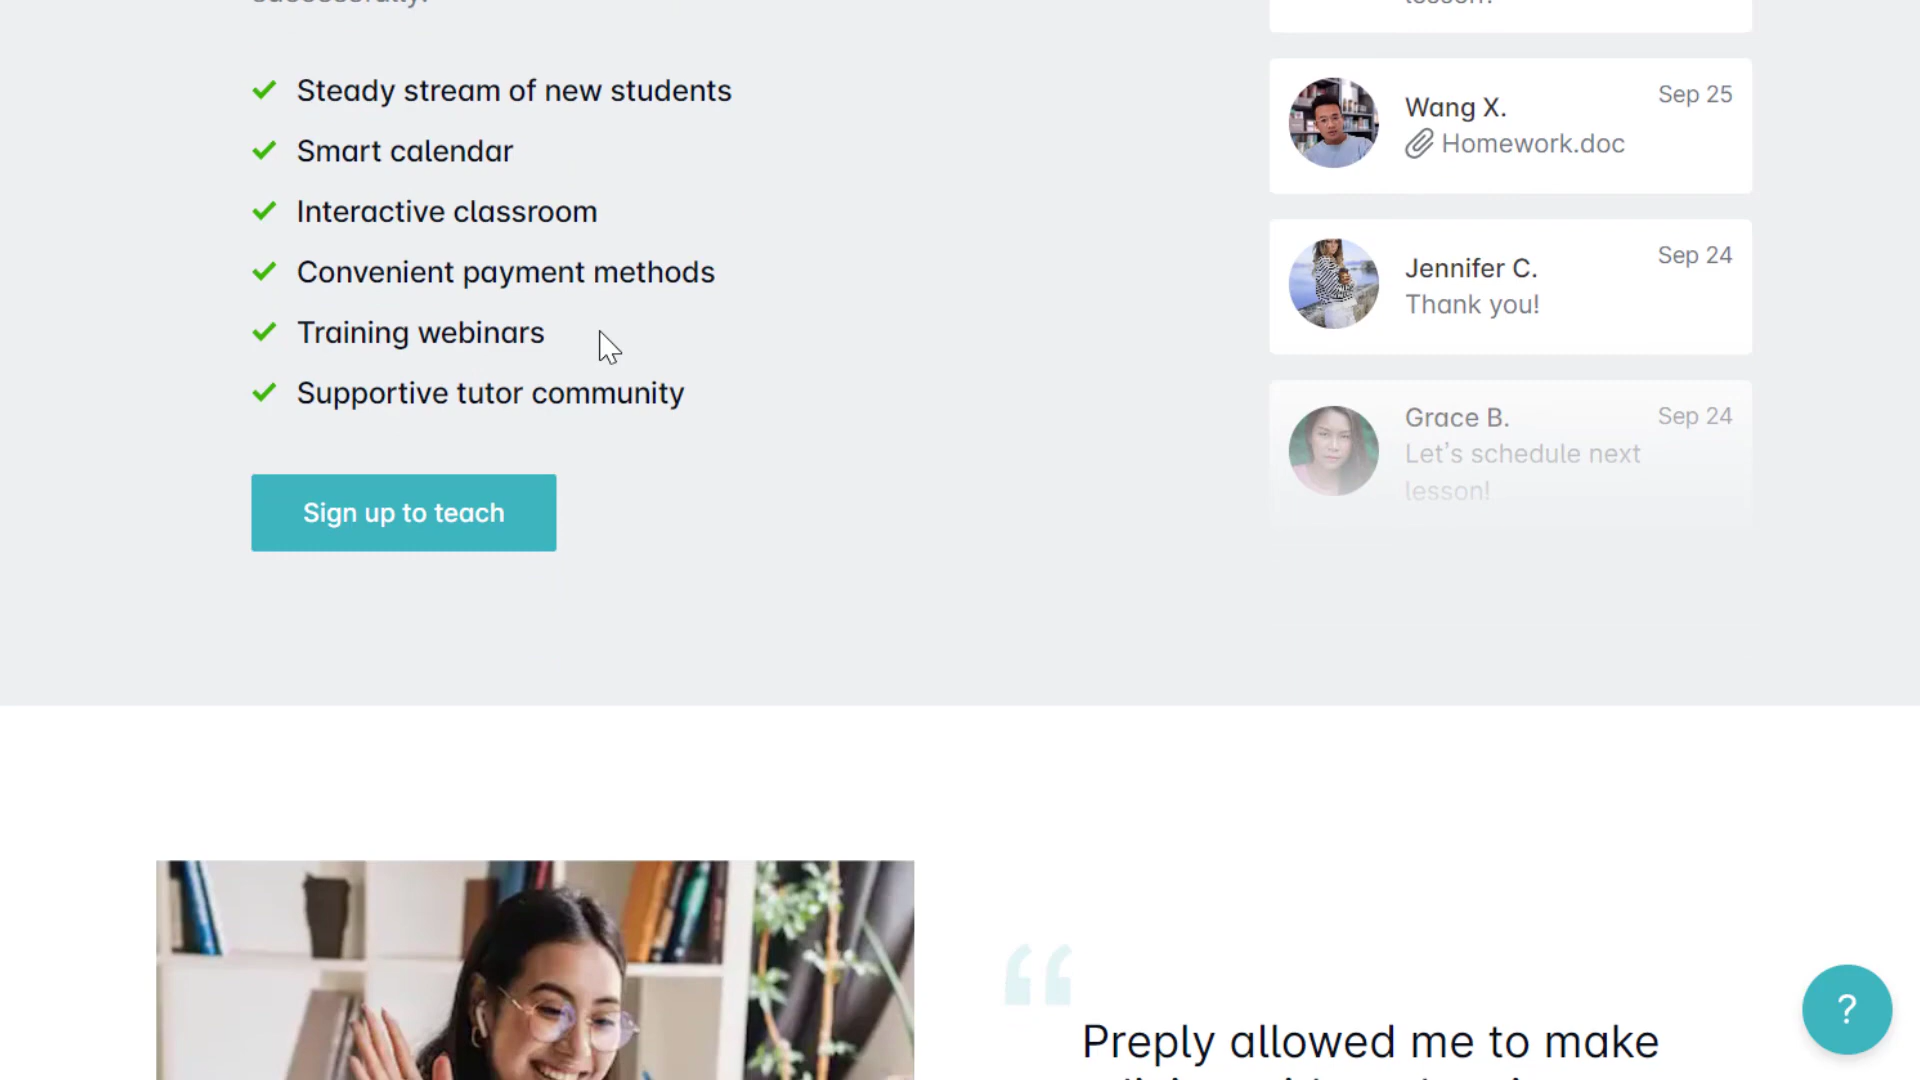 Steady stream of new students
Smart calendar
Interactive classroom
Convenient payment methods
Training webinars
Supportive tutor community
Sign up to teach
lesson!
Wang X.
Sep 25
Homework.doc
Jennifer C.
Sep 24
Thank you!
Grace B.
Sep 24
Let's schedule next
lesson!
“
Preply allowed me to make
?